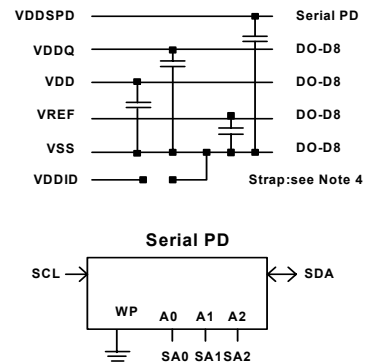 VDDSPD Serial PD
VDDQ DO-D8
VDD DO-D8
VREF DO-D8
VSS DO-D8
VDDID Strap:see Note 4
Serial PD
SCL SDA
WP A0 A1 A2
SA0 SA1SA2